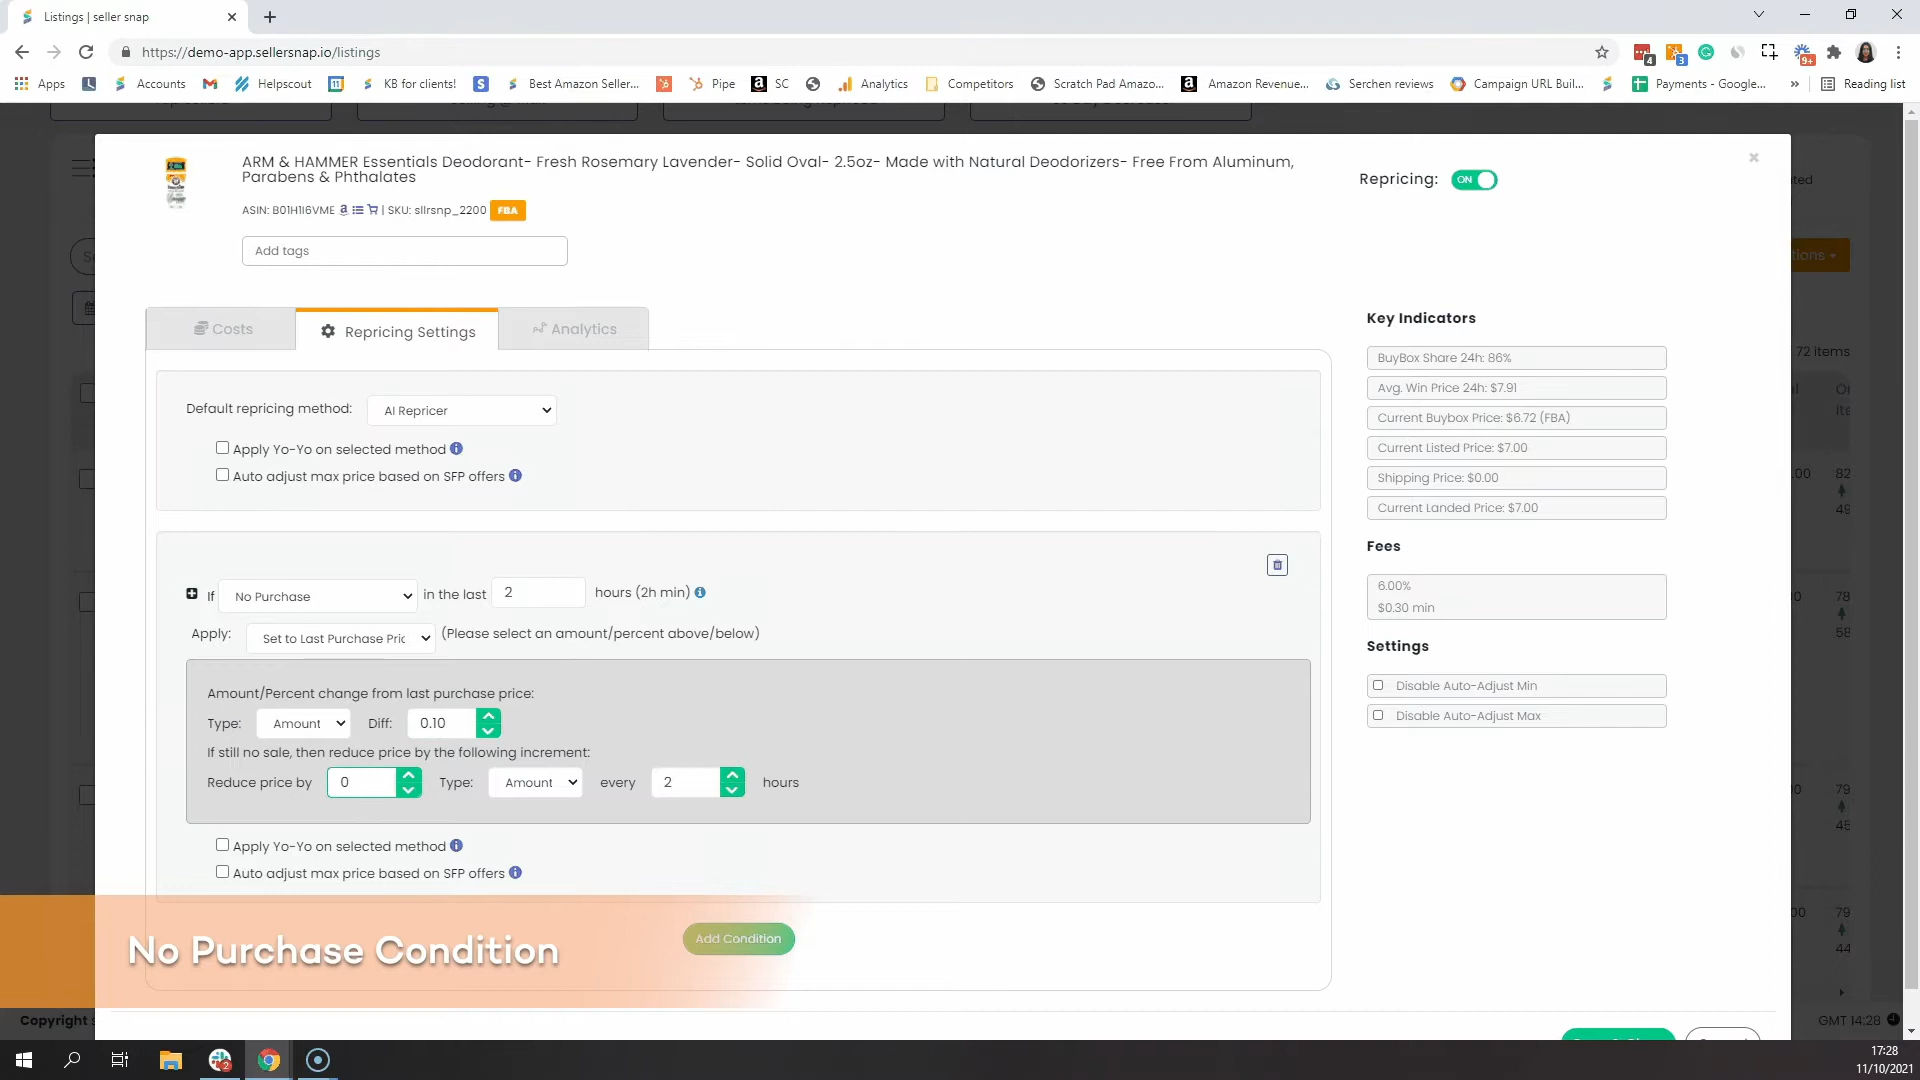 Listings | seller snap
https://demo-app.sellersnap.io/listings
4
3
9+
Apps
Accounts
Helpscout
KB for clients!
Best Amazon Seller...
Pipe
SC
Analytics
Competitors
Scratch Pad Amazo...
Amazon Revenue...
Serchen reviews
Campaign URL Buil...
Payments - Google...
Reading list
ARM & HAMMER Essentials Deodorant- Fresh Rosemary Lavender- Solid Oval- 2.5oz- Made with Natural Deodorizers- Free From Aluminum,
Parabens & Phthalates
Repricing: ON
ASIN: B01H1I6VME | SKU: sllrsnp_2200 FBA
Add tags
Costs
Repricing Settings
Analytics
Default repricing method: AI Repricer
Apply Yo-Yo on selected method
Auto adjust max price based on SFP offers
If No Purchase in the last 2 hours (2h min)
Apply: Set to Last Purchase Pric (Please select an amount/percent above/below)
Amount/Percent change from last purchase price:
Type: Amount Diff: 0.10
If still no sale, then reduce price by the following increment:
Reduce price by 0 Type: Amount every 2 hours
Apply Yo-Yo on selected method
Auto adjust max price based on SFP offers
Add Condition
No Purchase Condition
Key Indicators
BuyBox Share 24h: 86%
Avg. Win Price 24h: $7.91
Current Buybox Price: $6.72 (FBA)
Current Listed Price: $7.00
Shipping Price: $0.00
Current Landed Price: $7.00
Fees
6.00%
$0.30 min
Settings
Disable Auto-Adjust Min
Disable Auto-Adjust Max
72 items
Copyright
GMT 14:28
2
17:28
11/10/2021